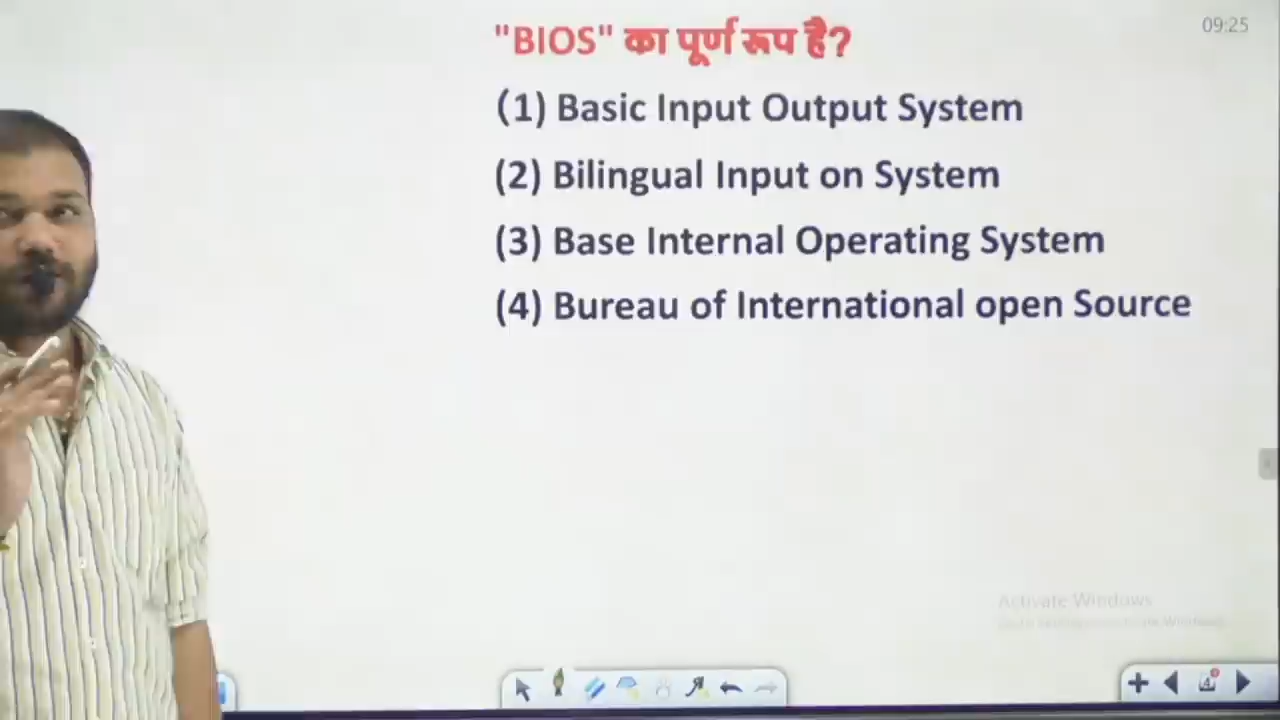 09:25
"BIOS" का पूर्ण रूप है?
(1) Basic Input Output System
(2) Bilingual Input on System
(3) Base Internal Operating System
(4) Bureau of International open Source
Activate Windows